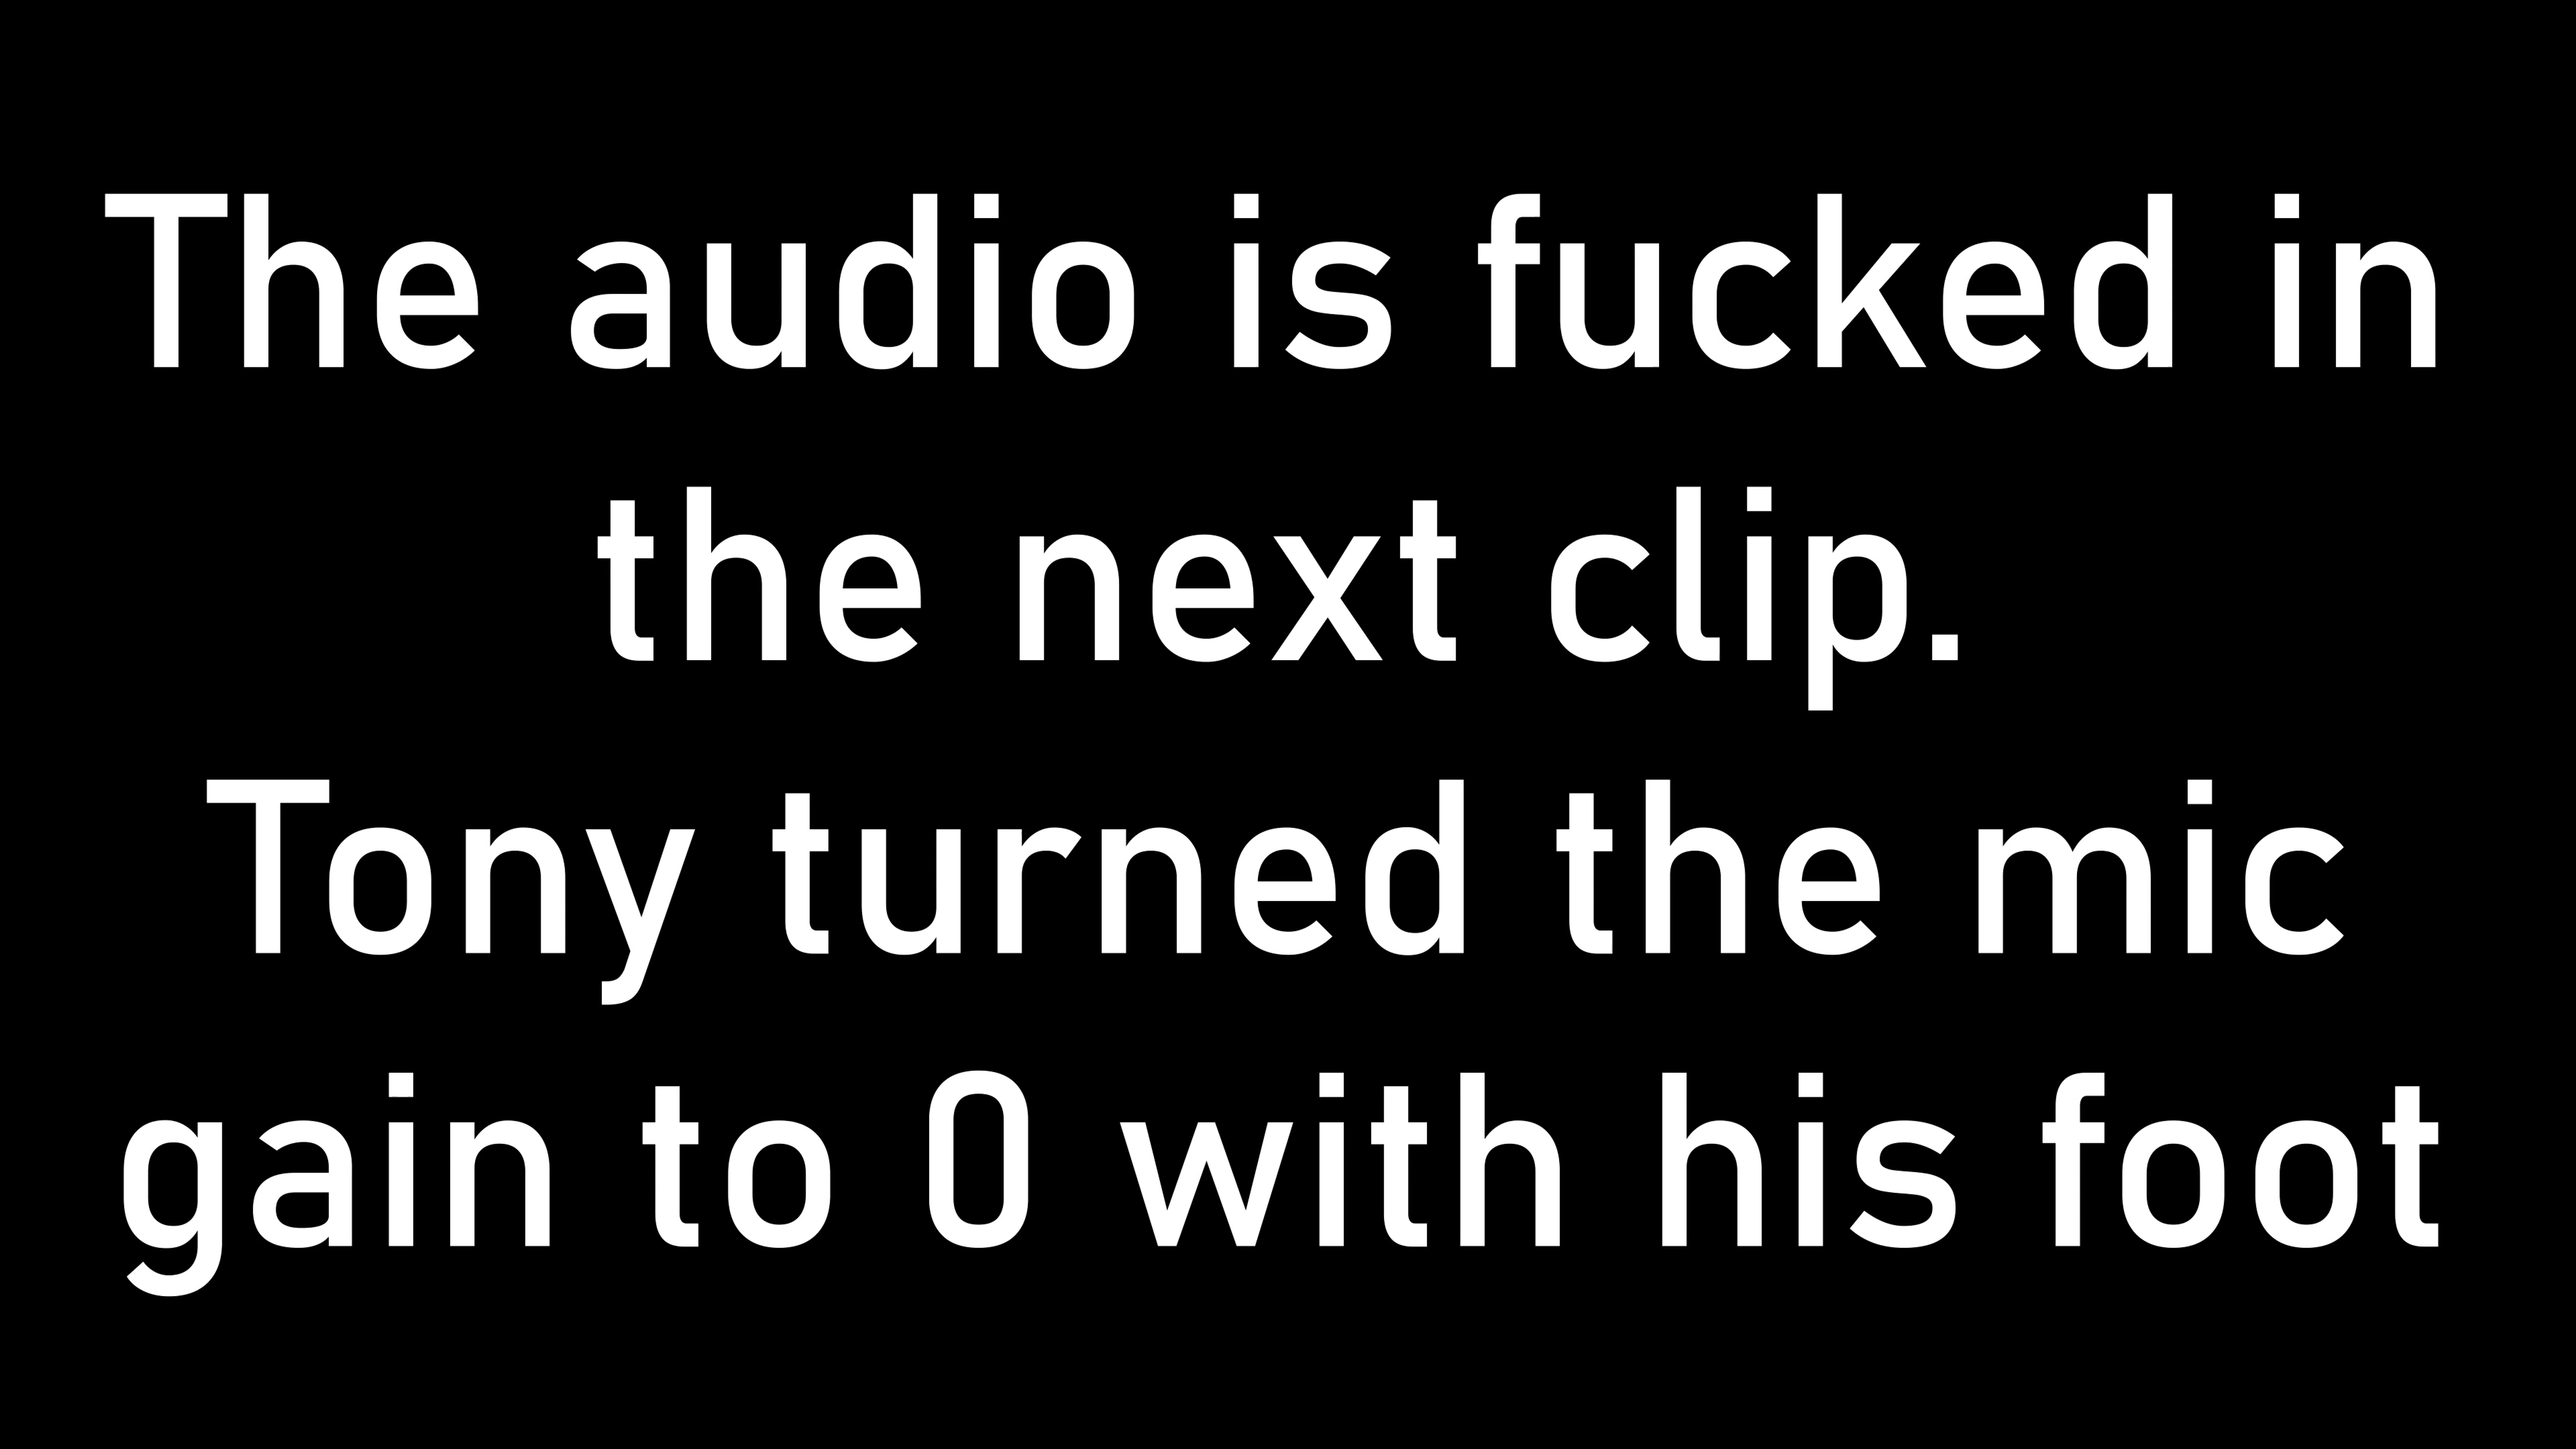 The audio is fucked in
the next clip.
Tony turned the mic
gain to 0 with his foot